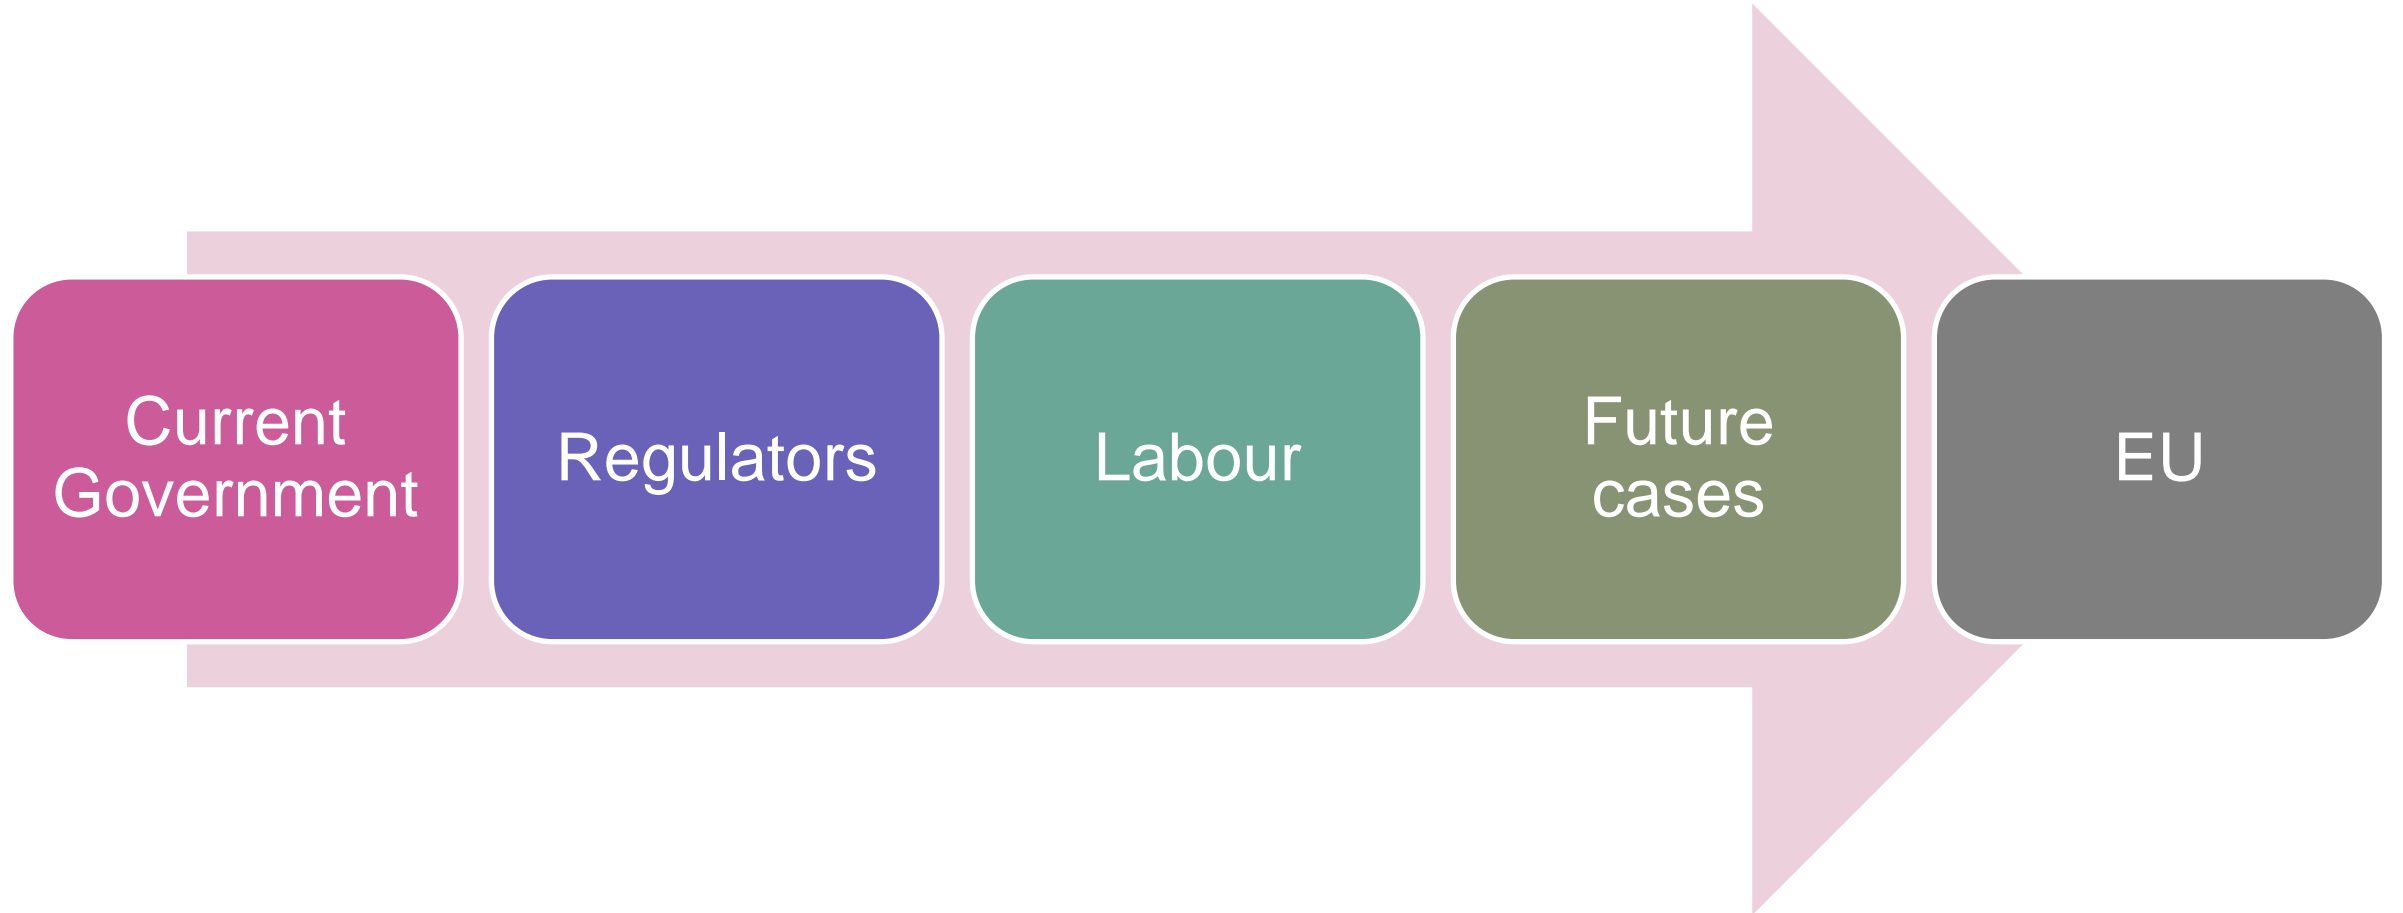 Current
Government
Regulators
Labour
Future
cases
EU